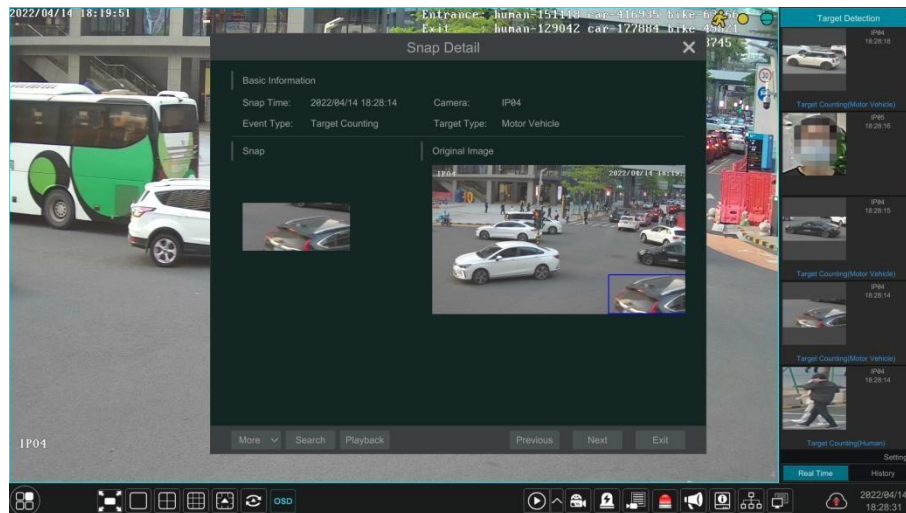 2022/04/14 18:19:51
Entrance: human-151118 car-416935 bike-
Exit: human-129042 car-177884 bike-
Target Detection
Snap Detail
Basic Information
Snap Time: 2022/04/14 18:28:14
Camera: IP04
Event Type: Target Counting
Target Type: Motor Vehicle
Snap
Original Image
IP04
2022/04/14 18:19:
More
Search
Playback
Previous
Next
Exit
IP04
IP04
18:28:18
Target Counting(Motor Vehicle)
IP05
18:28:16
IP04
18:28:15
Target Counting(Motor Vehicle)
IP04
18:28:14
Target Counting(Motor Vehicle)
IP04
18:28:14
Target Counting(Human)
Setting
Real Time
History
OSD
2022/04/14
18:28:31